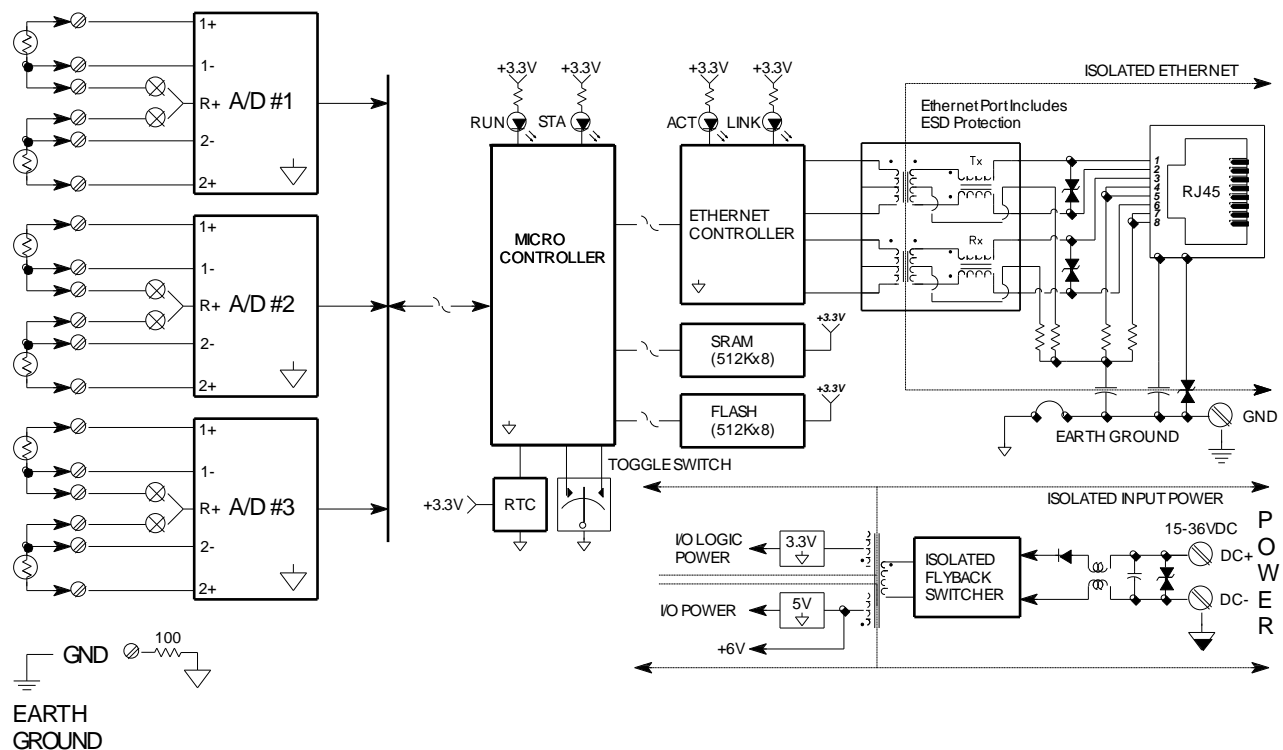 1+
1-
R+
2-
2+
A/D #1
1+
1-
R+
2-
2+
A/D #2
1+
1-
R+
2-
2+
A/D #3
GND
100
EARTH
GROUND
+3.3V
+3.3V
RUN
STA
MICRO
CONTROLLER
+3.3V
RTC
TOGGLE SWITCH
+3.3V
+3.3V
ACT
LINK
ETHERNET
CONTROLLER
SRAM
(512Kx8)
+3.3V
FLASH
(512Kx8)
+3.3V
ISOLATED ETHERNET
Ethernet Port Includes
ESD Protection
Tx
Rx
1
2
3
4
5
6
7
8
RJ45
GND
EARTH GROUND
ISOLATED INPUT POWER
I/O LOGIC
POWER
3.3V
I/O POWER
5V
+6V
ISOLATED
FLYBACK
SWITCHER
15-36VDC
DC+
DC-
POWER